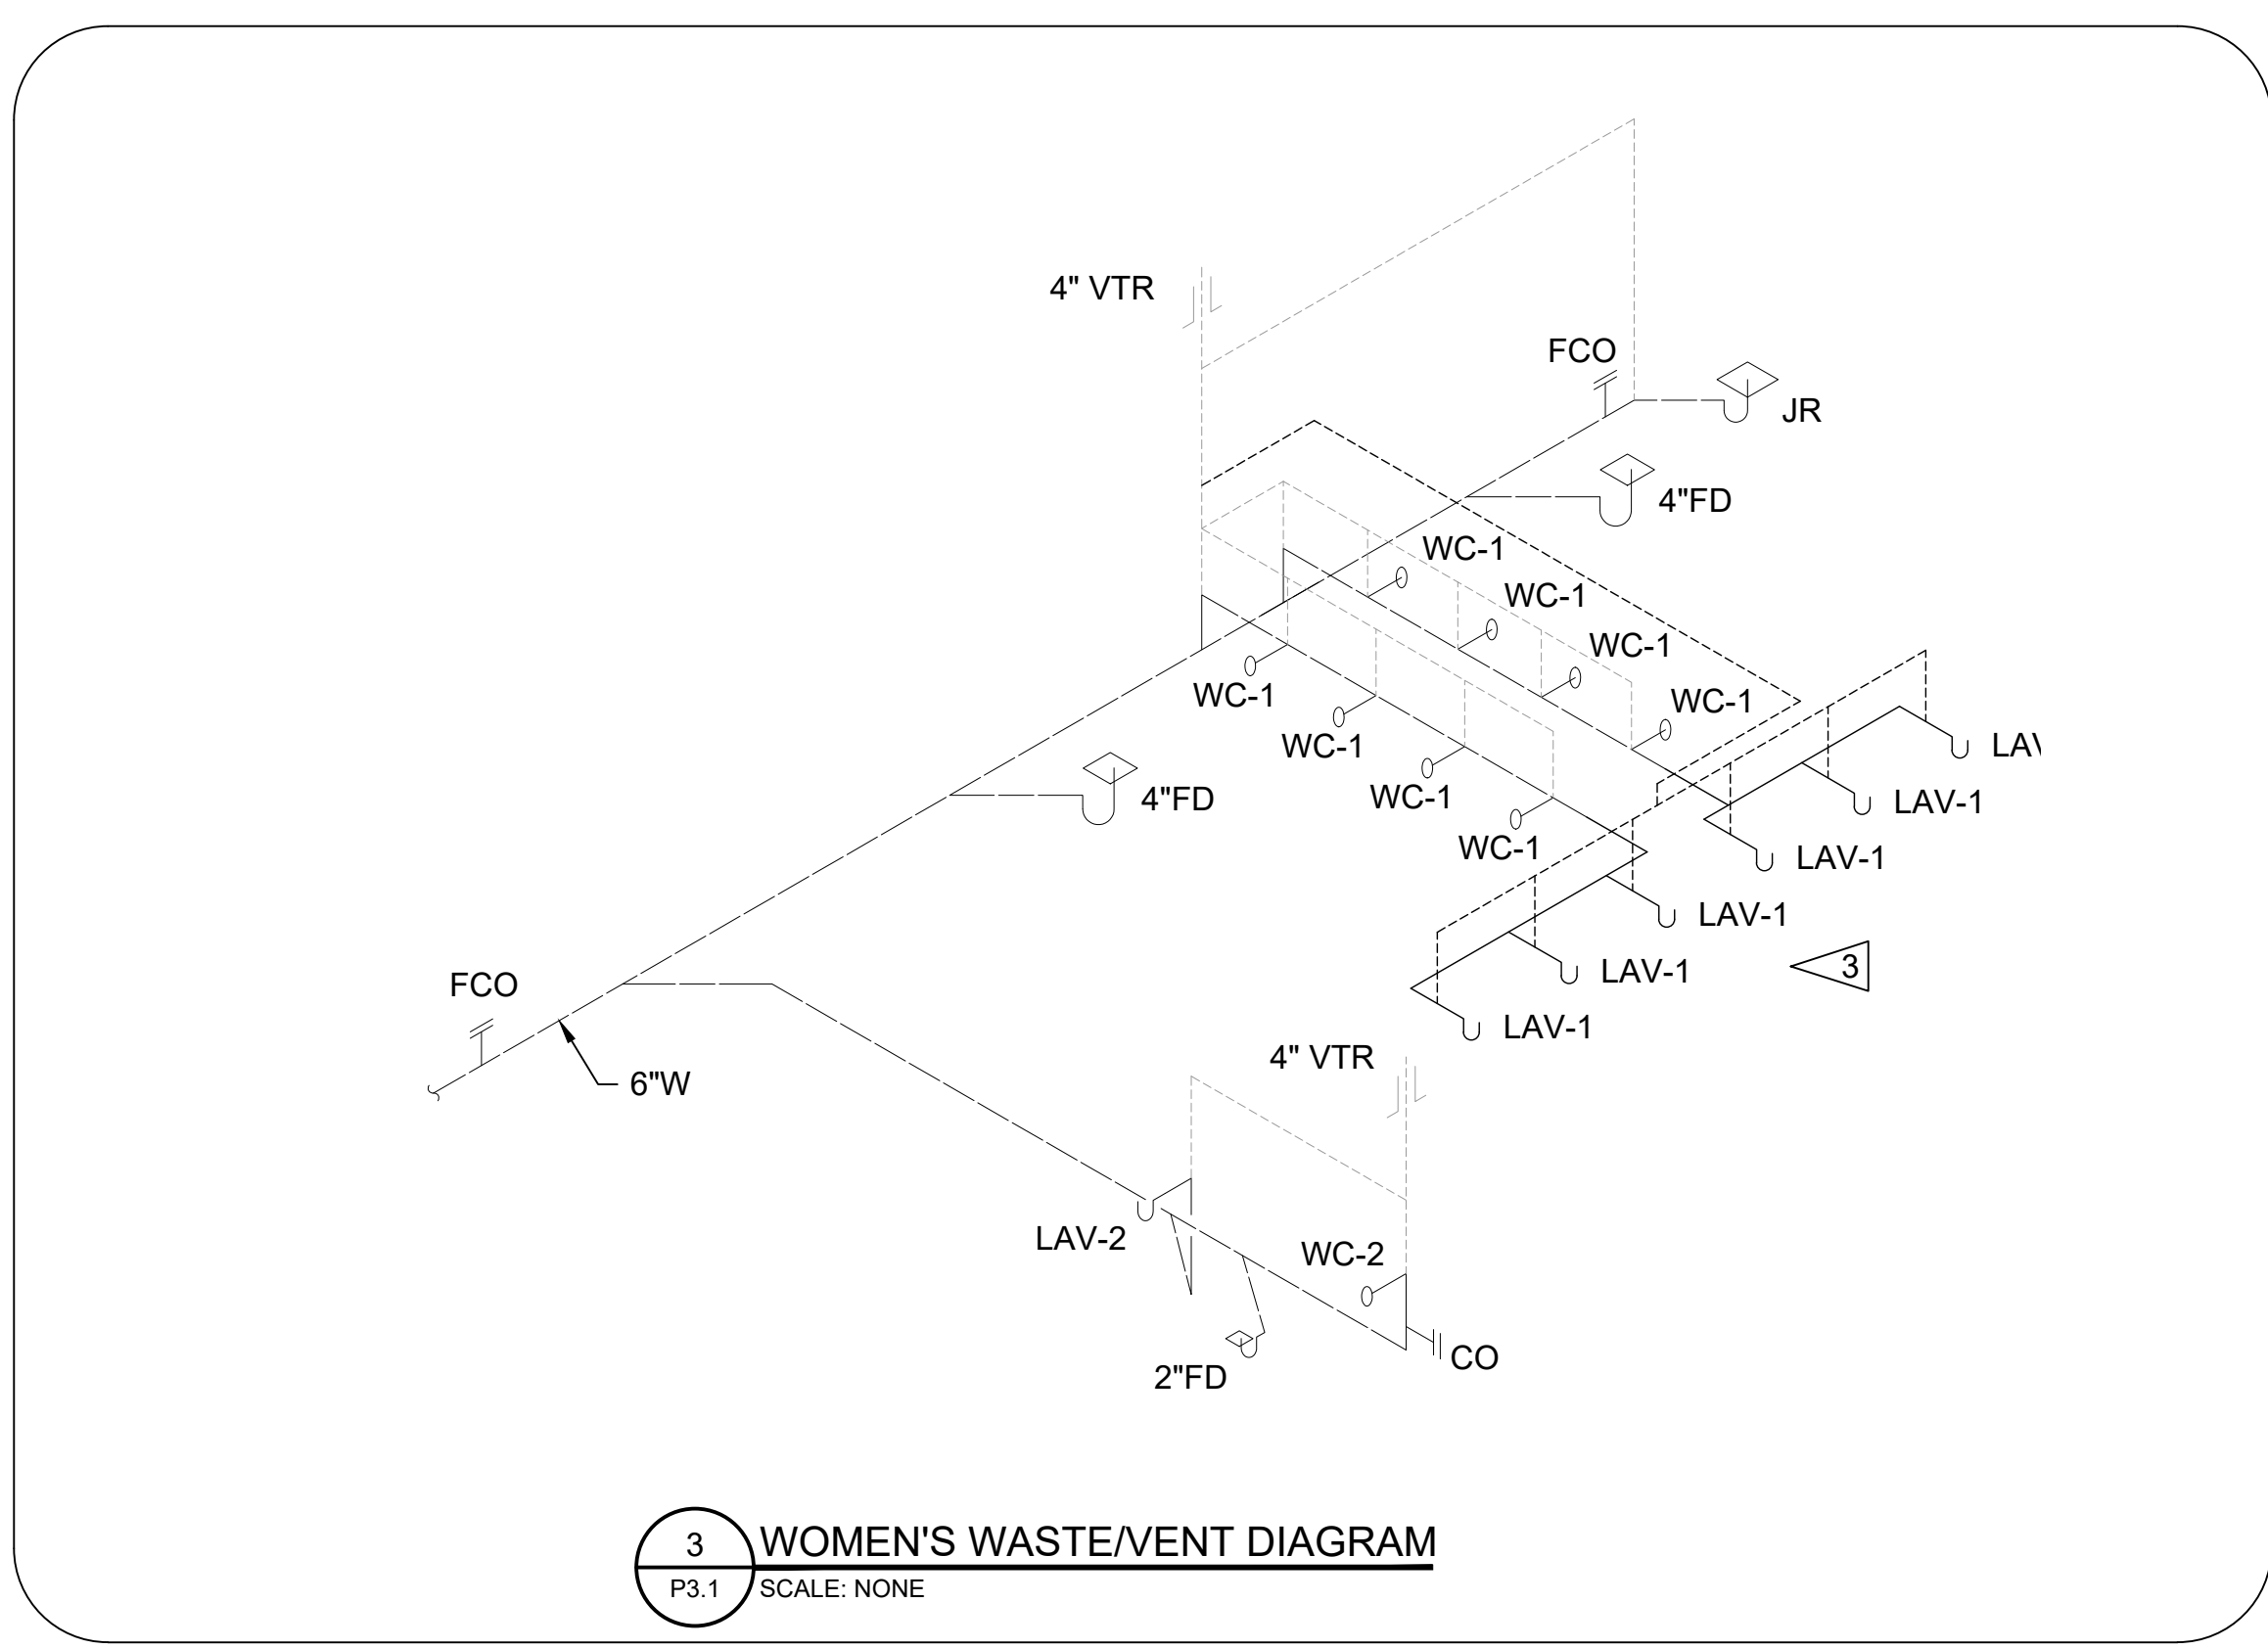 4" VTR
FCO
JR
4"FD
WC-1
WC-1
WC-1
WC-1
WC-1
WC-1
WC-1
WC-1
LAV
LAV-1
LAV-1
LAV-1
LAV-1
LAV-1
4"FD
3
FCO
6"W
4" VTR
LAV-2
WC-2
2"FD
CO
3
P3.1
WOMEN'S WASTE/VENT DIAGRAM
SCALE: NONE